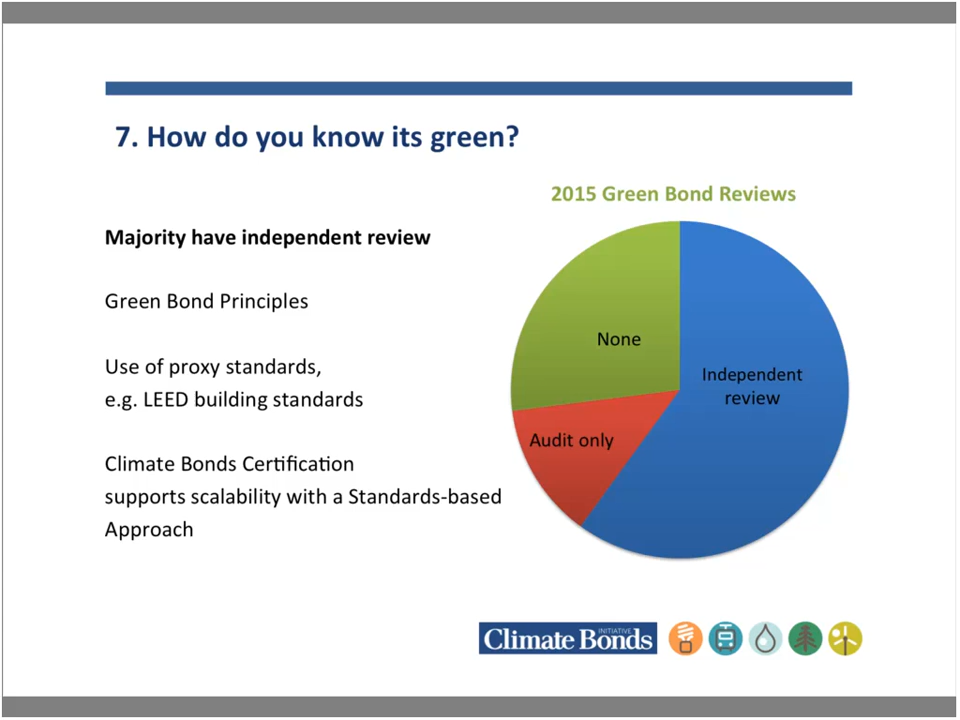 7. How do you know its green?
2015 Green Bond Reviews
Majority have independent review
Green Bond Principles
Use of proxy standards,
e.g. LEED building standards
Climate Bonds Certification
supports scalability with a Standards-based
Approach
None
Independent
review
Audit only
Climate Bonds
INITIATIVE